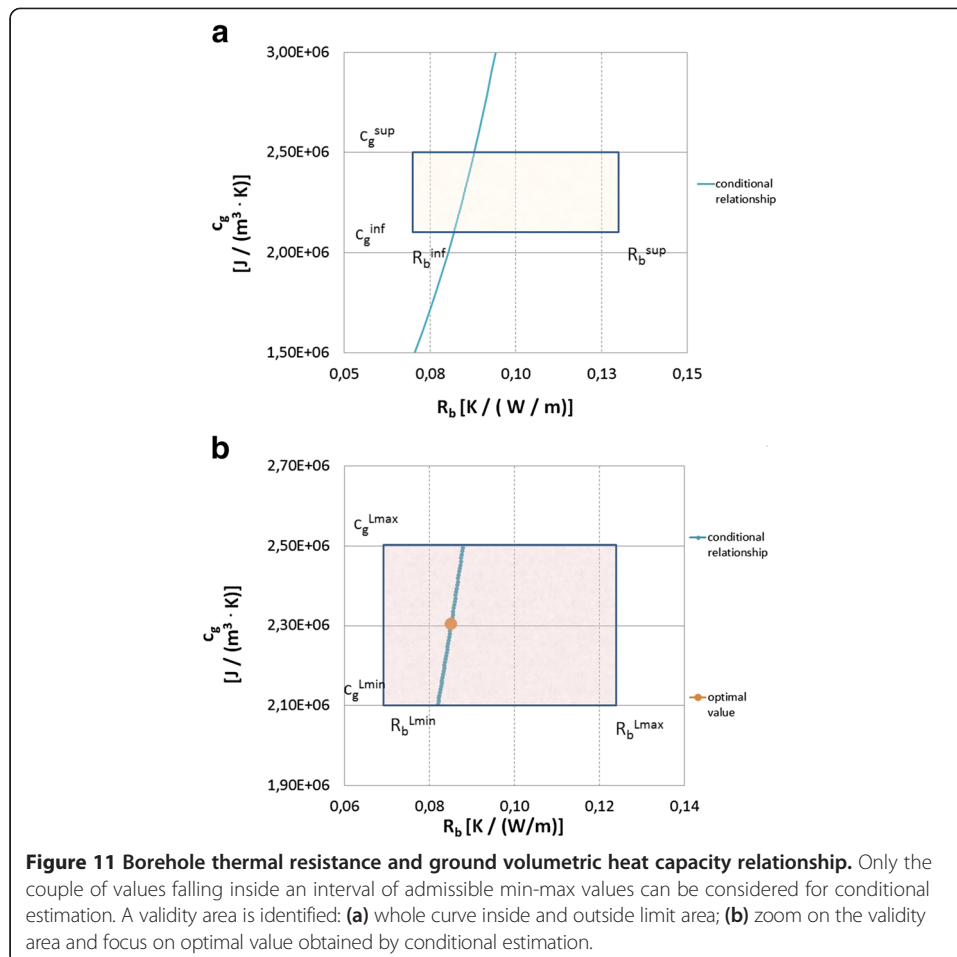 a
3,00E+06
c_g^sup
2,50E+06
c_g
[J / (m³ · K)]
conditional
relationship
c_g^inf
2,00E+06
R_b^inf
R_b^sup
1,50E+06
0,05
0,08
0,10
0,13
0,15
R_b [K / ( W / m)]
b
2,70E+06
c_g^Lmax
2,50E+06
conditional
relationship
c_g
[J / (m³ · K)]
2,30E+06
c_g^Lmin
optimal
value
2,10E+06
R_b^Lmin
R_b^Lmax
1,90E+06
0,06
0,08
0,10
0,12
0,14
R_b [K / (W/m)]
Figure 11 Borehole thermal resistance and ground volumetric heat capacity relationship. Only the
couple of values falling inside an interval of admissible min-max values can be considered for conditional
estimation. A validity area is identified: (a) whole curve inside and outside limit area; (b) zoom on the validity
area and focus on optimal value obtained by conditional estimation.